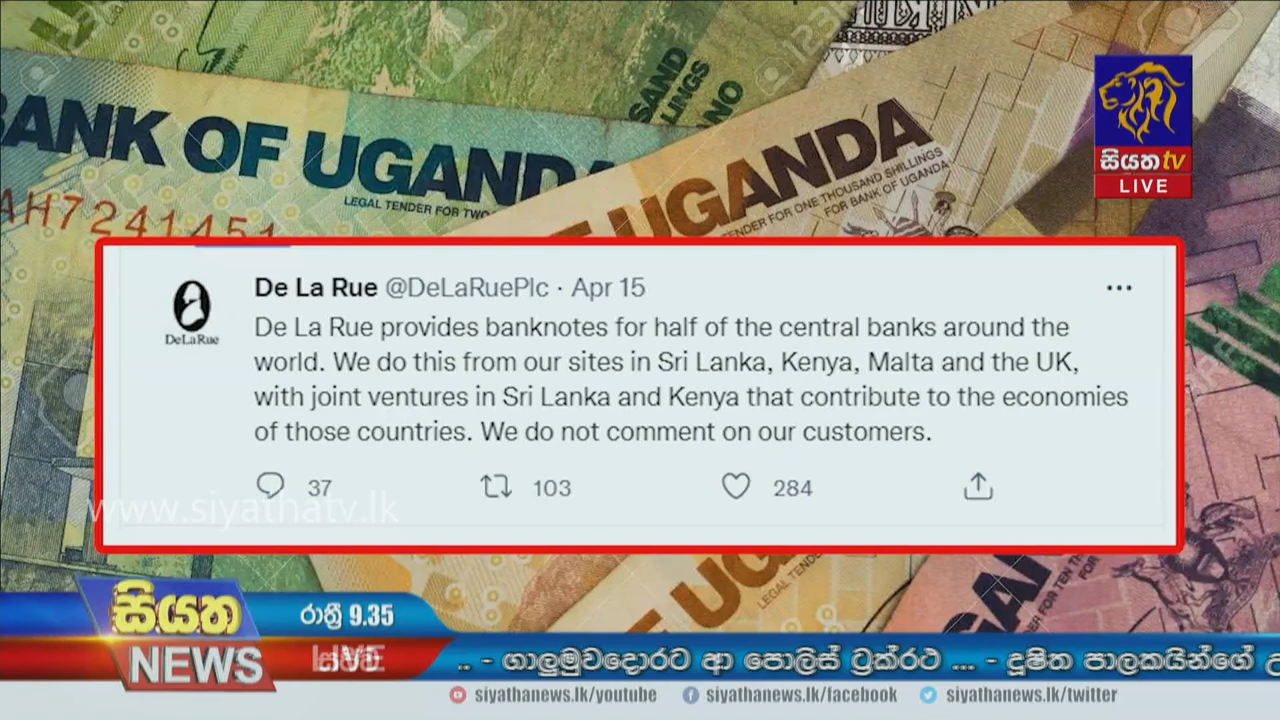 BANK OF UGANDA
LEGAL TENDER FOR TWO
UGANDA
TENDER FOR ONE THOUSAND SHILLINGS
FOR BANK OF UGANDA
සියත tv
LIVE
De La Rue @DeLaRuePlc · Apr 15
De La Rue provides banknotes for half of the central banks around the
world. We do this from our sites in Sri Lanka, Kenya, Malta and the UK,
with joint ventures in Sri Lanka and Kenya that contribute to the economies
of those countries. We do not comment on our customers.
DeLaRue
37 103 284
www.siyathatv.lk
LEGAL TEND
සියත
NEWS
රාත්‍රී 9.35
.. - ගාලුමුවදොරට ආ පොලිස් ට්‍රක්රථ ... - දූෂිත පාලකයින්ගේ
siyathanews.lk/youtube siyathanews.lk/facebook siyathanews.lk/twitter